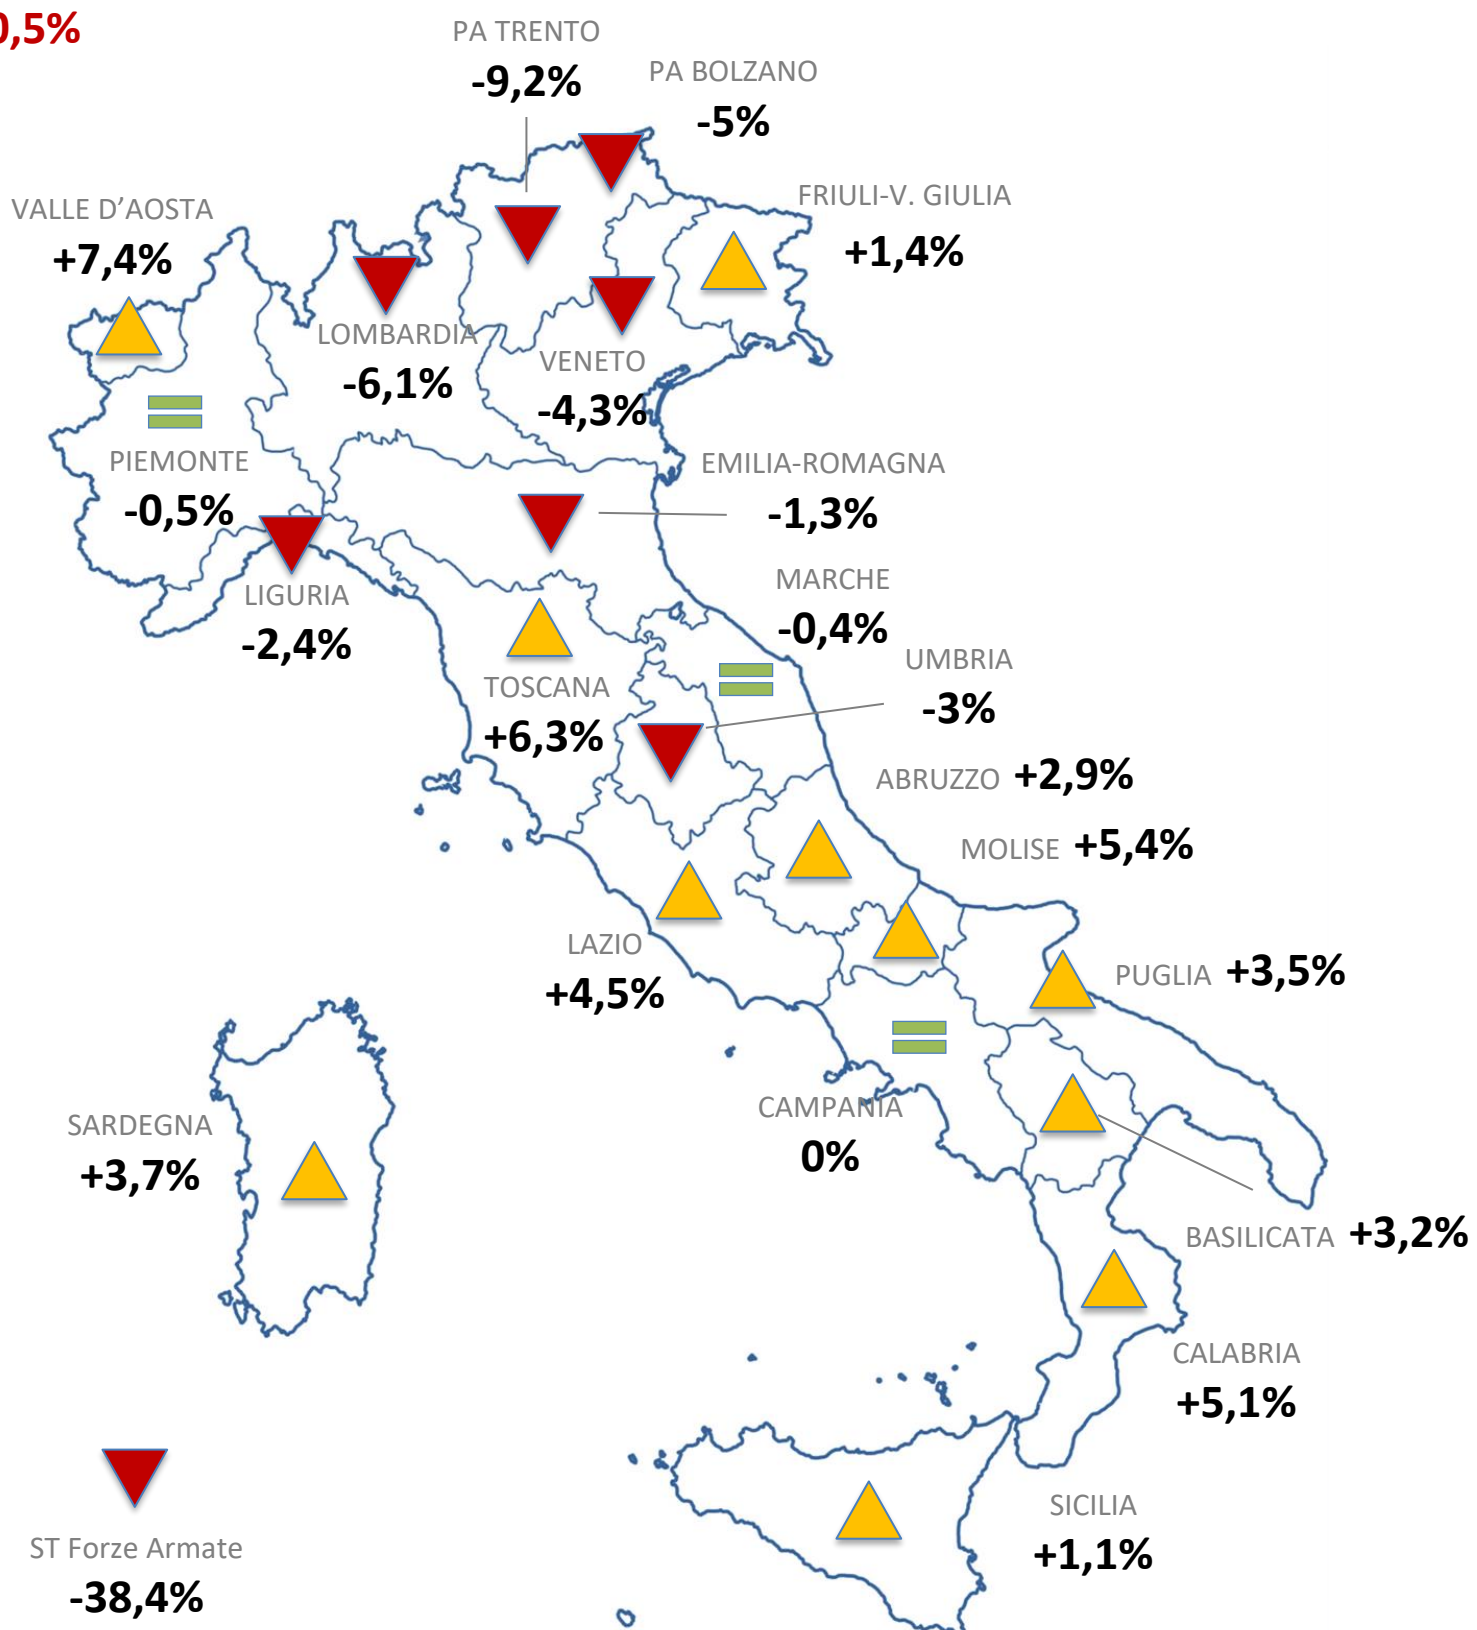 0,5%
PA TRENTO
-9,2%
PA BOLZANO
-5%
VALLE D’AOSTA
+7,4%
FRIULI-V. GIULIA
+1,4%
LOMBARDIA
-6,1%
VENETO
-4,3%
PIEMONTE
-0,5%
EMILIA-ROMAGNA
-1,3%
LIGURIA
-2,4%
MARCHE
-0,4%
TOSCANA
+6,3%
UMBRIA
-3%
ABRUZZO +2,9%
MOLISE +5,4%
LAZIO
+4,5%
PUGLIA +3,5%
CAMPANIA
0%
SARDEGNA
+3,7%
BASILICATA +3,2%
CALABRIA
+5,1%
SICILIA
+1,1%
ST Forze Armate
-38,4%